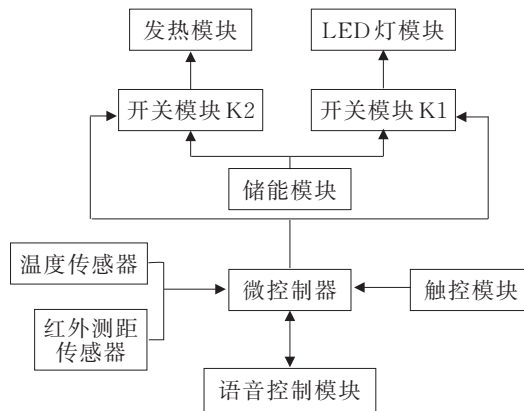 发热模块
LED灯模块
开关模块K2
开关模块K1
储能模块
温度传感器
微控制器
触控模块
红外测距
传感器
语音控制模块